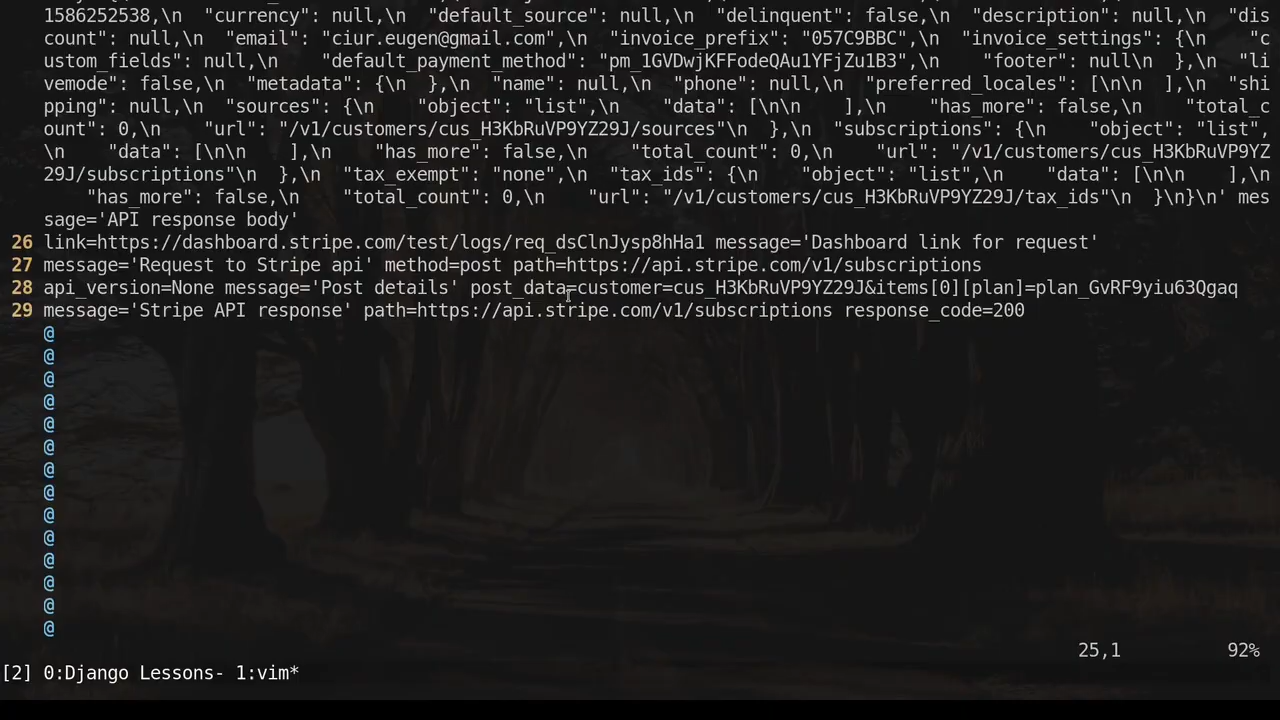 1586252538,\n  "currency": null,\n  "default_source": null,\n  "delinquent": false,\n  "description": null,\n  "dis
count": null,\n  "email": "ciur.eugen@gmail.com",\n  "invoice_prefix": "057C9BBC",\n  "invoice_settings": {\n    "c
ustom_fields": null,\n    "default_payment_method": "pm_1GVDwjKFFodeQAu1YFjZu1B3",\n    "footer": null\n  },\n  "li
vemode": false,\n  "metadata": {\n  },\n  "name": null,\n  "phone": null,\n  "preferred_locales": [\n\n  ],\n  "shi
pping": null,\n  "sources": {\n    "object": "list",\n    "data": [\n\n    ],\n    "has_more": false,\n    "total_c
ount": 0,\n    "url": "/v1/customers/cus_H3KbRuVP9YZ29J/sources"\n  },\n  "subscriptions": {\n    "object": "list",
\n    "data": [\n\n    ],\n    "has_more": false,\n    "total_count": 0,\n    "url": "/v1/customers/cus_H3KbRuVP9YZ
29J/subscriptions"\n  },\n  "tax_exempt": "none",\n  "tax_ids": {\n    "object": "list",\n    "data": [\n\n    ],\n
    "has_more": false,\n    "total_count": 0,\n    "url": "/v1/customers/cus_H3KbRuVP9YZ29J/tax_ids"\n  }\n}\n' mes
sage='API response body'
26 link=https://dashboard.stripe.com/test/logs/req_dsClnJysp8hHa1 message='Dashboard link for request'
27 message='Request to Stripe api' method=post path=https://api.stripe.com/v1/subscriptions
28 api_version=None message='Post details' post_data=customer=cus_H3KbRuVP9YZ29J&items[0][plan]=plan_GvRF9yiu63Qgaq
29 message='Stripe API response' path=https://api.stripe.com/v1/subscriptions response_code=200
@
@
@
@
@
@
@
@
@
@
@
@
@
@
25,1 92%
[2] 0:Django Lessons- 1:vim*